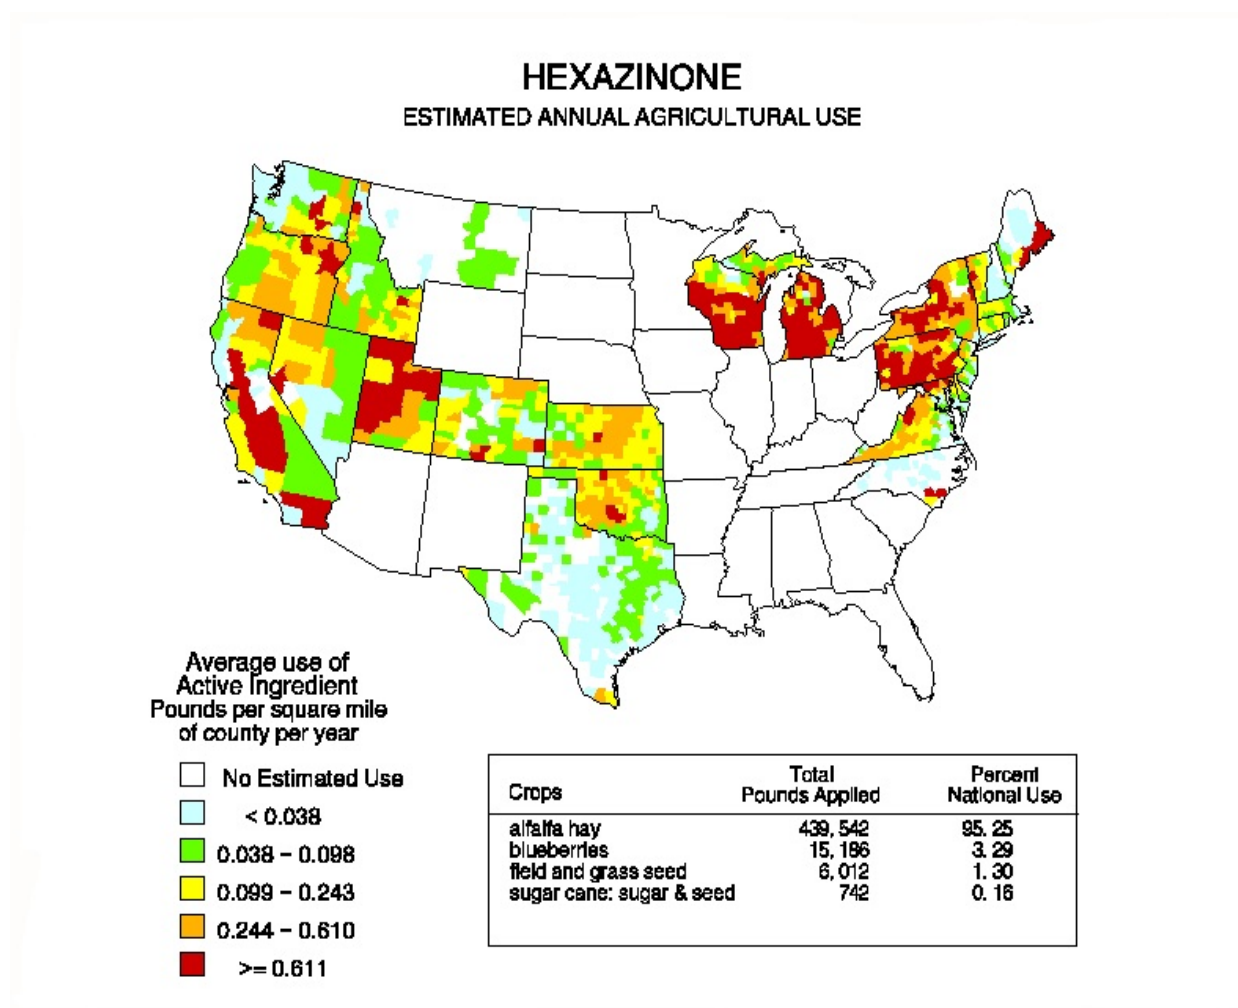 HEXAZINONE
ESTIMATED ANNUAL AGRICULTURAL USE
Average use of
Active Ingredient
Pounds per square mile
of county per year
No Estimated Use
< 0.038
0.038 – 0.098
0.099 – 0.243
0.244 – 0.610
>= 0.611
Crops Total Pounds Applied Percent National Use
alfalfa hay 439, 542 95. 25
blueberries 15, 186 3. 29
field and grass seed 6, 012 1. 30
sugar cane: sugar & seed 742 0. 16